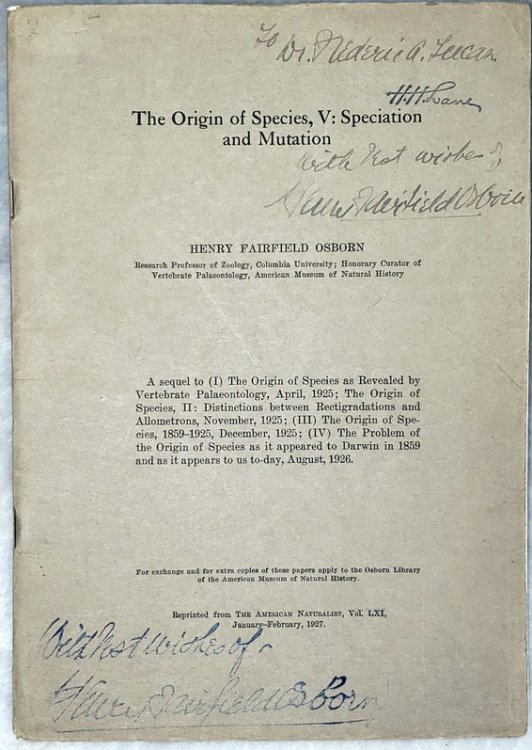 To
Dr. Frederic A. Lucas
H.H. Lane
The Origin of Species, V: Speciation
and Mutation
with best wishes of
Henry Fairfield Osborn
HENRY FAIRFIELD OSBORN
Research Professor of Zoology, Columbia University; Honorary Curator of
Vertebrate Palaeontology, American Museum of Natural History
A sequel to (I) The Origin of Species as Revealed by
Vertebrate Palaeontology, April, 1925; The Origin of
Species, II: Distinctions between Rectigradations and
Allometrons, November, 1925; (III) The Origin of Spe-
cies, 1859-1925, December, 1925; (IV) The Problem of
the Origin of Species as it appeared to Darwin in 1859
and as it appears to us to-day, August, 1926.
For exchange and for extra copies of these papers apply to the Osborn Library
of the American Museum of Natural History.
Reprinted from THE AMERICAN NATURALIST, Vol. LXI,
January-February, 1927.
With best wishes of
Henry Fairfield Osborn